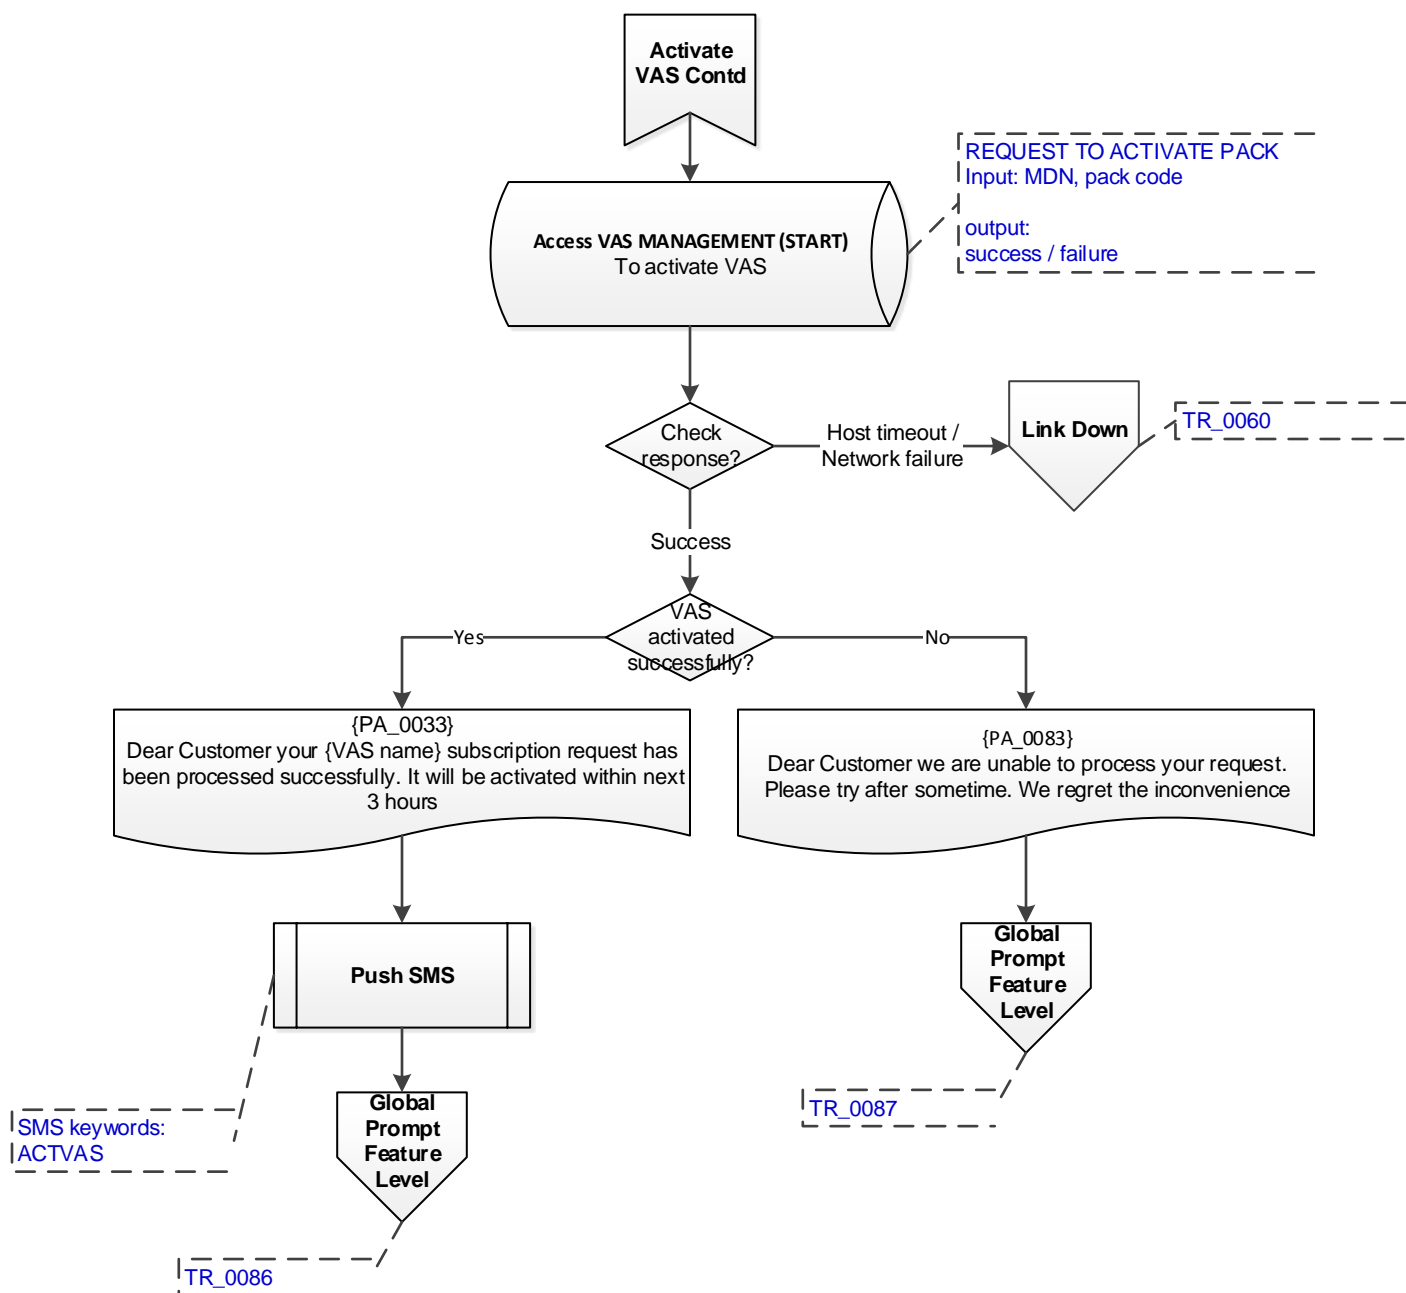 Activate
VAS Contd
REQUEST TO ACTIVATE PACK
Input: MDN, pack code
output:
success / failure
Access VAS MANAGEMENT (START)
To activate VAS
Check
response?
Host timeout /
Network failure
Link Down
TR_0060
Success
VAS
activated
successfully?
Yes
No
{PA_0033}
Dear Customer your {VAS name} subscription request has
been processed successfully. It will be activated within next
3 hours
{PA_0083}
Dear Customer we are unable to process your request.
Please try after sometime. We regret the inconvenience
Push SMS
Global
Prompt
Feature
Level
TR_0087
SMS keywords:
ACTVAS
Global
Prompt
Feature
Level
TR_0086